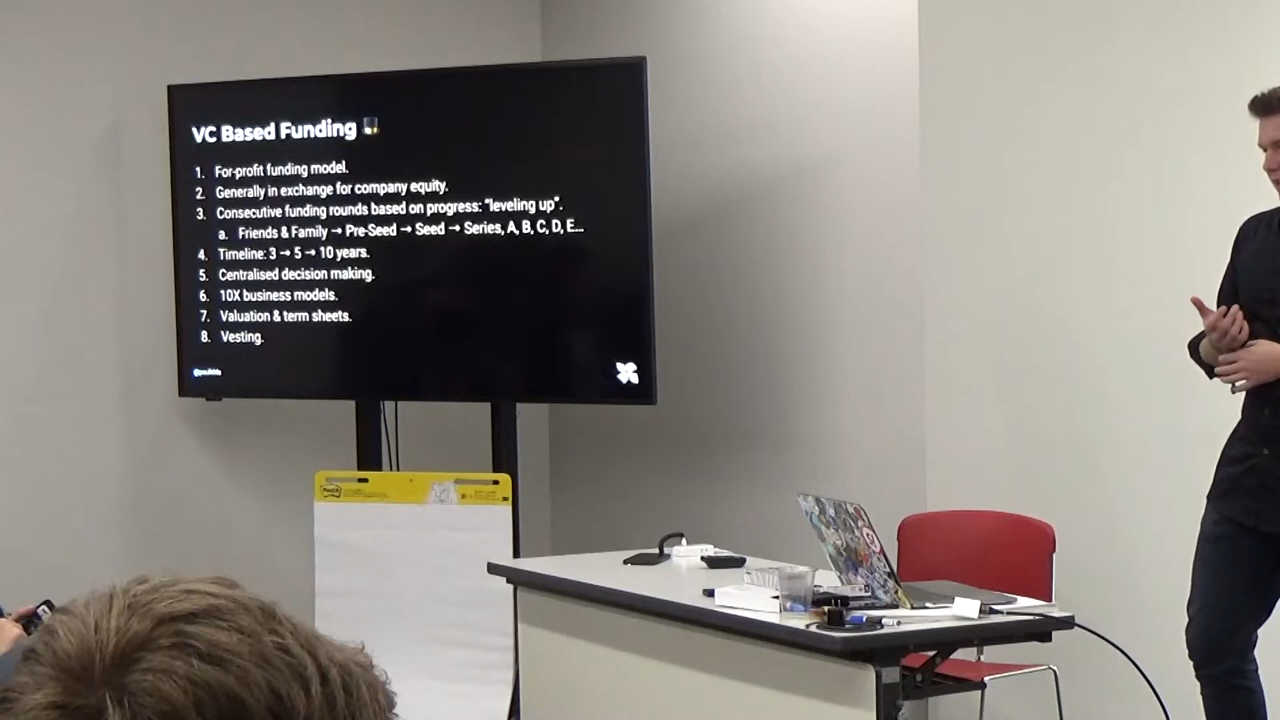 VC Based Funding
1. For-profit funding model.
2. Generally in exchange for company equity.
3. Consecutive funding rounds based on progress: "leveling up".
a. Friends & Family → Pre-Seed → Seed → Series, A, B, C, D, E...
4. Timeline: 3 → 5 → 10 years.
5. Centralised decision making.
6. 10X business models.
7. Valuation & term sheets.
8. Vesting.
Post-it